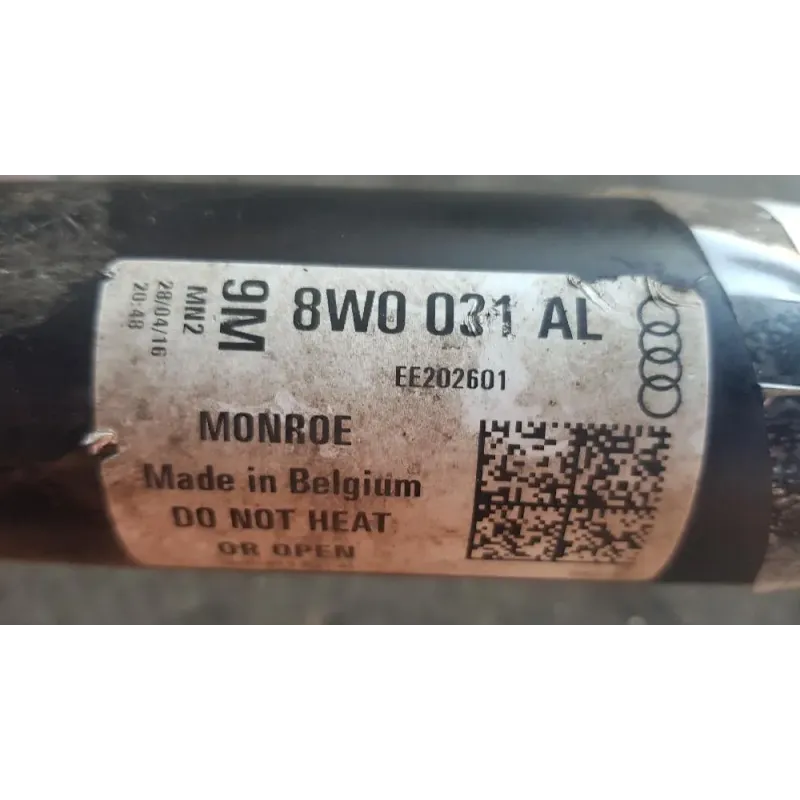 8W0 031 AL
EE202601
9M
MN2
28/04/16
20:48
MONROE
Made in Belgium
DO NOT HEAT
OR OPEN